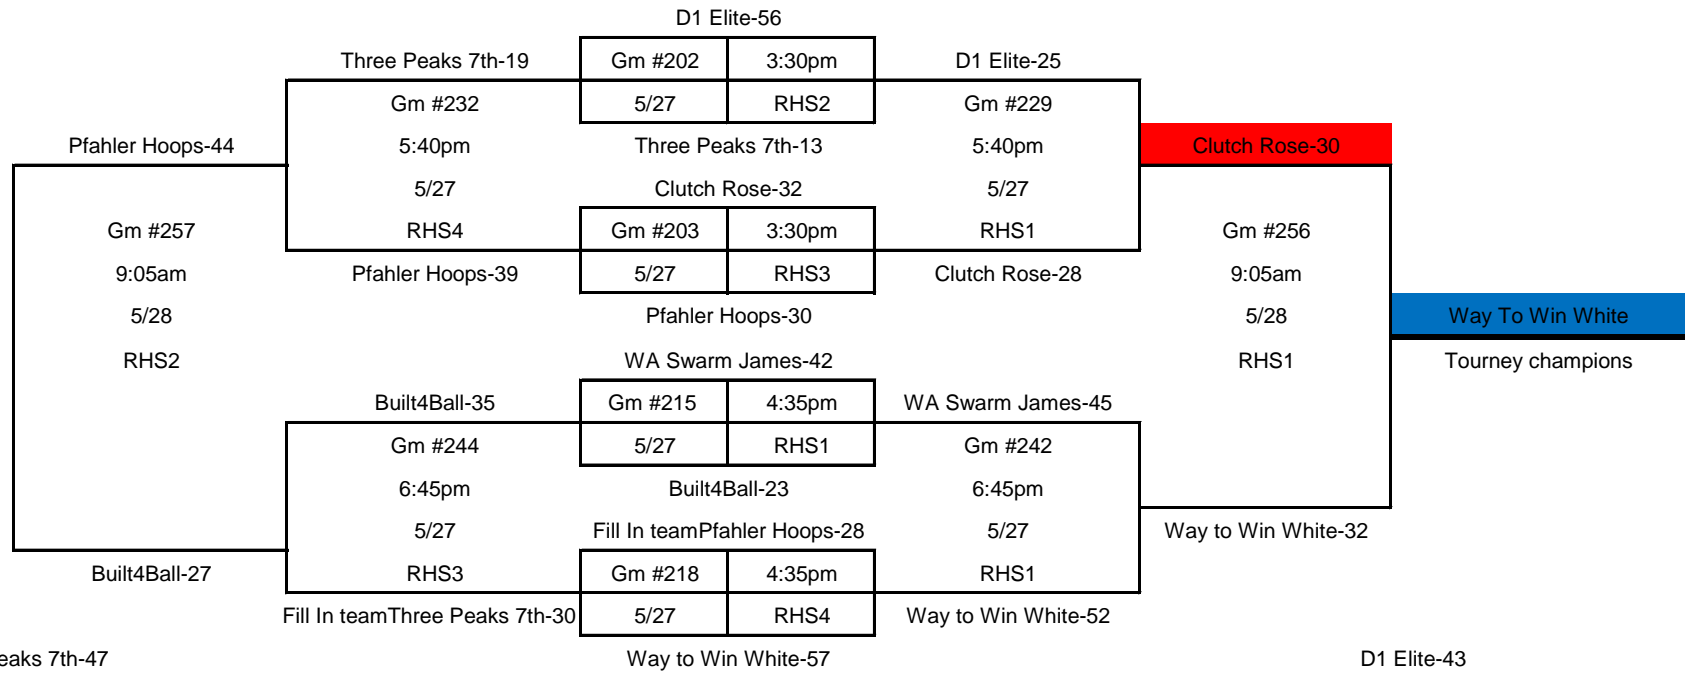 D1 Elite-56
Three Peaks 7th-19 Gm #202 3:30pm D1 Elite-25
Gm #232 5/27 RHS2 Gm #229
Pfahler Hoops-44 5:40pm Three Peaks 7th-13 5:40pm Clutch Rose-30
5/27 Clutch Rose-32 5/27
Gm #257 RHS4 Gm #203 3:30pm RHS1 Gm #256
9:05am Pfahler Hoops-39 5/27 RHS3 Clutch Rose-28 9:05am
5/28 Pfahler Hoops-30 5/28 Way To Win White
RHS2 WA Swarm James-42 RHS1 Tourney champions
Built4Ball-35 Gm #215 4:35pm WA Swarm James-45
Gm #244 5/27 RHS1 Gm #242
6:45pm Built4Ball-23 6:45pm
5/27 Fill In teamPfahler Hoops-28 5/27 Way to Win White-32
Built4Ball-27 RHS3 Gm #218 4:35pm RHS1
Fill In teamThree Peaks 7th-30 5/27 RHS4 Way to Win White-52
eaks 7th-47 Way to Win White-57 D1 Elite-43